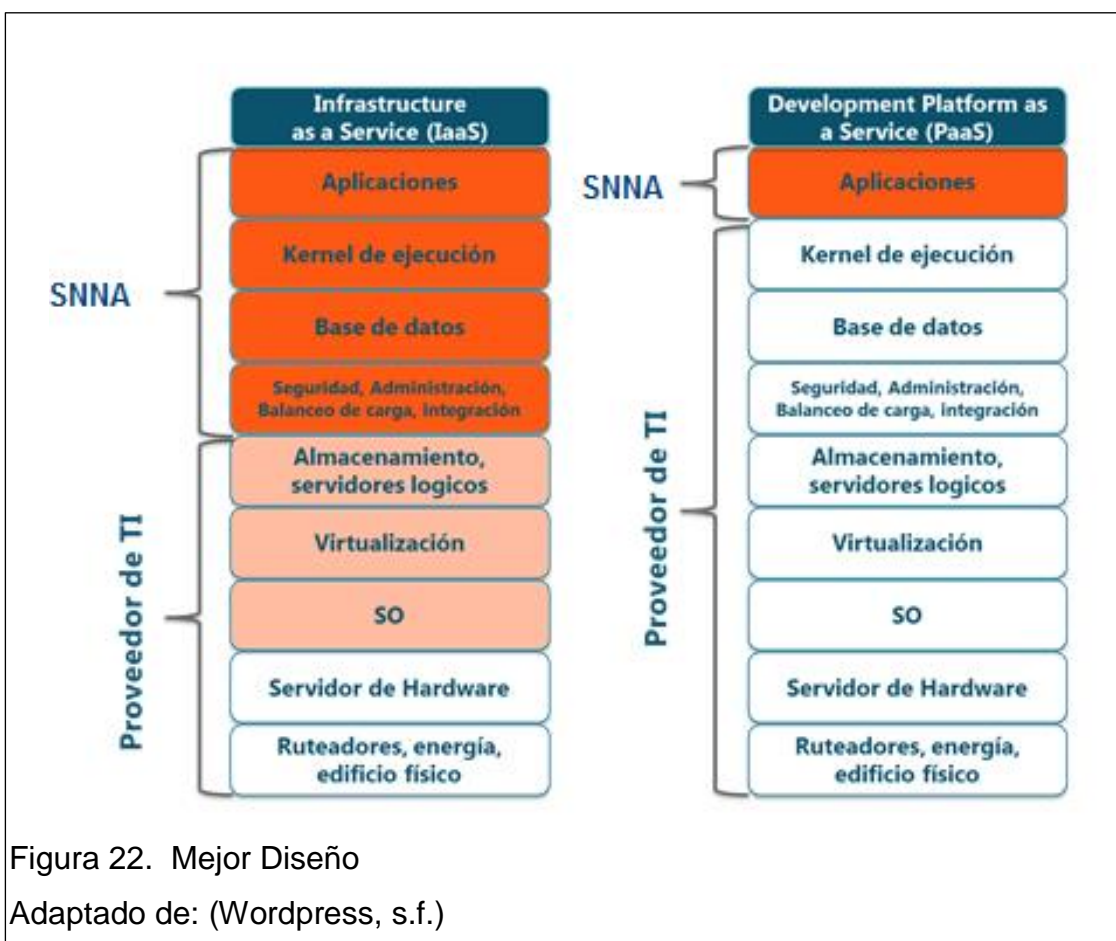 Infrastructure
as a Service (IaaS)
SNNA
Aplicaciones
Kernel de ejecución
Base de datos
Seguridad, Administración,
Balanceo de carga, integración
Proveedor de TI
Almacenamiento,
servidores logicos
Virtualización
SO
Servidor de Hardware
Ruteadores, energía,
edificio físico
Development Platform as
a Service (PaaS)
SNNA
Aplicaciones
Proveedor de TI
Kernel de ejecución
Base de datos
Seguridad, Administración,
Balanceo de carga, integración
Almacenamiento,
servidores logicos
Virtualización
SO
Servidor de Hardware
Ruteadores, energía,
edificio físico
Figura 22. Mejor Diseño
Adaptado de: (Wordpress, s.f.)